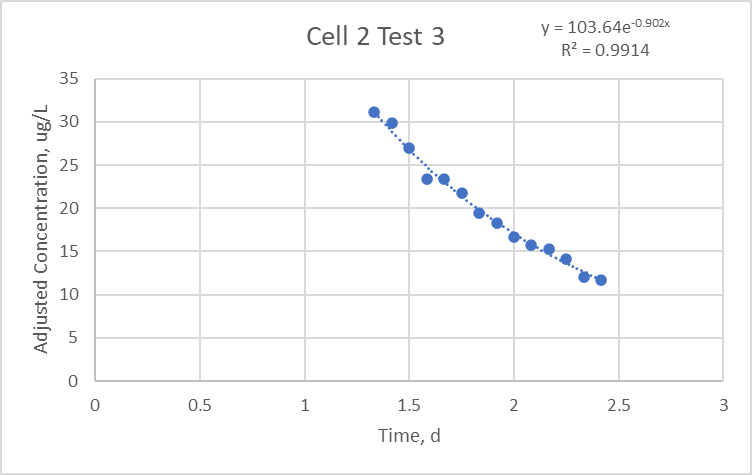 Cell 2 Test 3
y = 103.64e^-0.902x
R² = 0.9914
Adjusted Concentration, ug/L
35
30
25
20
15
10
5
0
0 0.5 1 1.5 2 2.5 3
Time, d